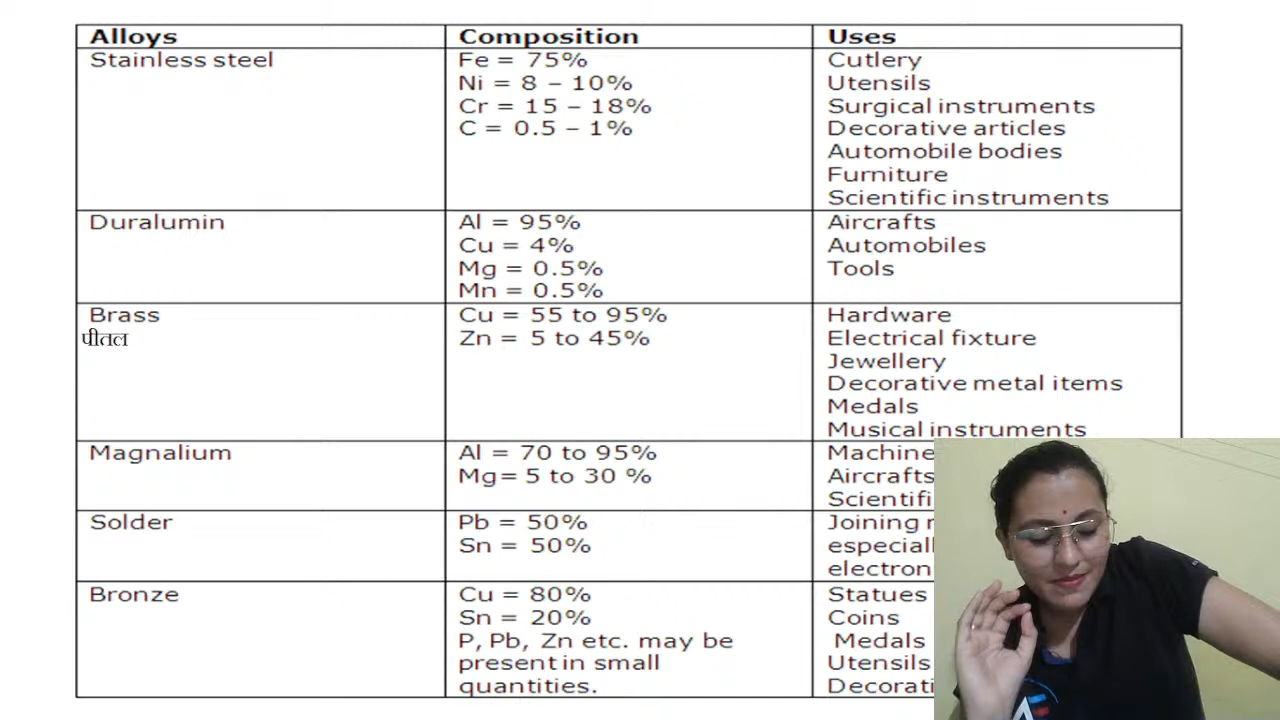 Alloys Composition Uses
Stainless steel Fe = 75% Cutlery
Ni = 8 – 10% Utensils
Cr = 15 – 18% Surgical instruments
C = 0.5 – 1% Decorative articles
Automobile bodies
Furniture
Scientific instruments
Duralumin Al = 95% Aircrafts
Cu = 4% Automobiles
Mg = 0.5% Tools
Mn = 0.5%
Brass Cu = 55 to 95% Hardware
पीतल Zn = 5 to 45% Electrical fixture
Jewellery
Decorative metal items
Medals
Musical instruments
Magnalium Al = 70 to 95% Machine
Mg= 5 to 30 % Aircrafts
Solder Pb = 50% Joining
Sn = 50%
Bronze Cu = 80% Statues
Sn = 20% Coins
P, Pb, Zn etc. may be Medals
present in small Utensils
quantities.